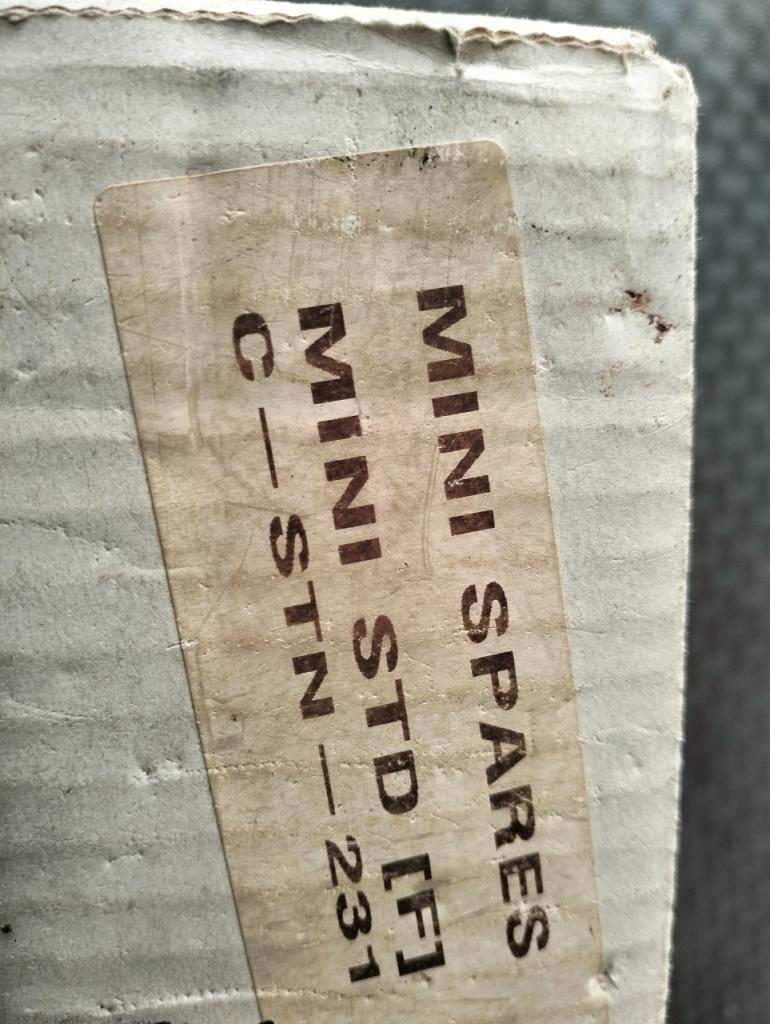 MINI SPARES
MINI STD [F]
C — STN — 231